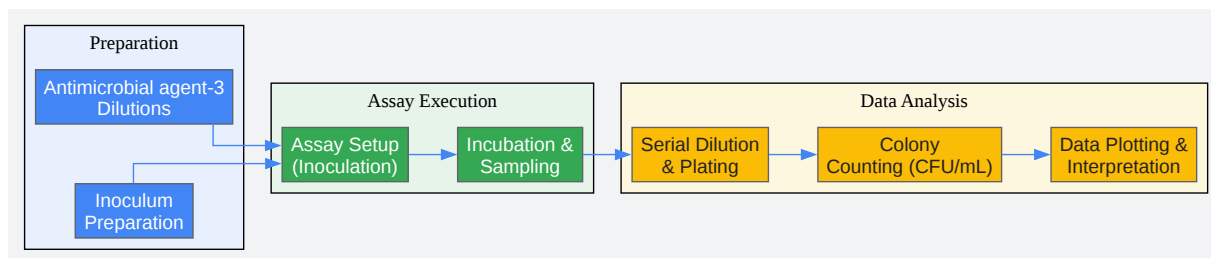 Preparation
Antimicrobial agent-3
Dilutions
Inoculum
Preparation
Assay Execution
Assay Setup
(Inoculation)
Incubation &
Sampling
Data Analysis
Serial Dilution
& Plating
Colony
Counting (CFU/mL)
Data Plotting &
Interpretation